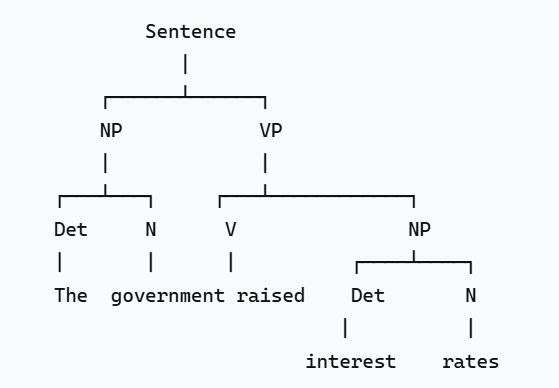 Sentence
NP VP
Det N V NP
The government raised Det N
interest rates